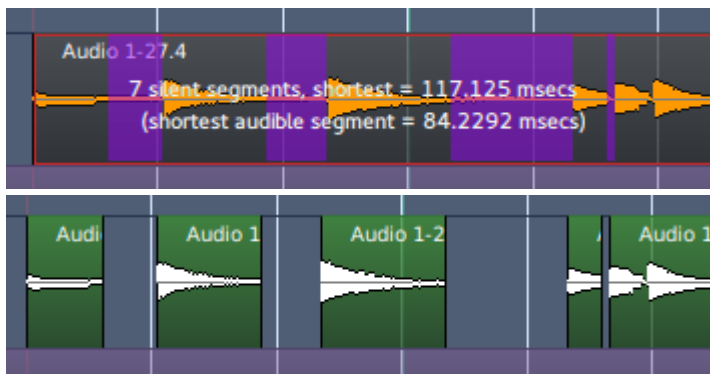 Audio 1-27.4
7 silent segments, shortest = 117.125 msecs
(shortest audible segment = 84.2292 msecs)
Audi
Audio 1
Audio 1-2
Audio 1